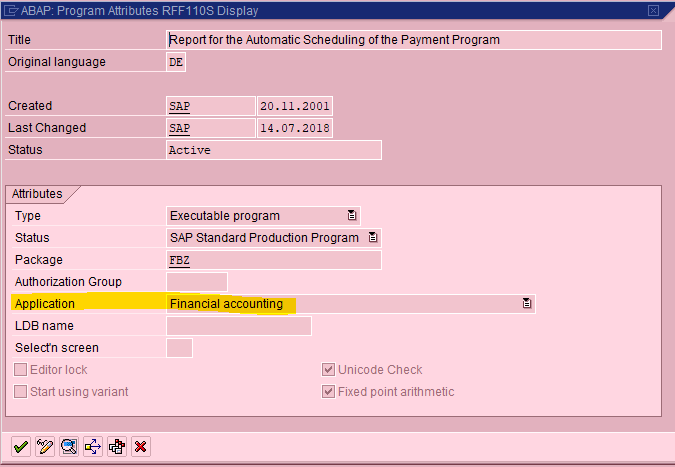 ABAP: Program Attributes RFF110S Display
Title Report for the Automatic Scheduling of the Payment Program
Original language DE
Created SAP 20.11.2001
Last Changed SAP 14.07.2018
Status Active
Attributes
Type Executable program
Status SAP Standard Production Program
Package FBZ
Authorization Group
Application Financial accounting
LDB name
Select'n screen
Editor lock Unicode Check
Start using variant Fixed point arithmetic